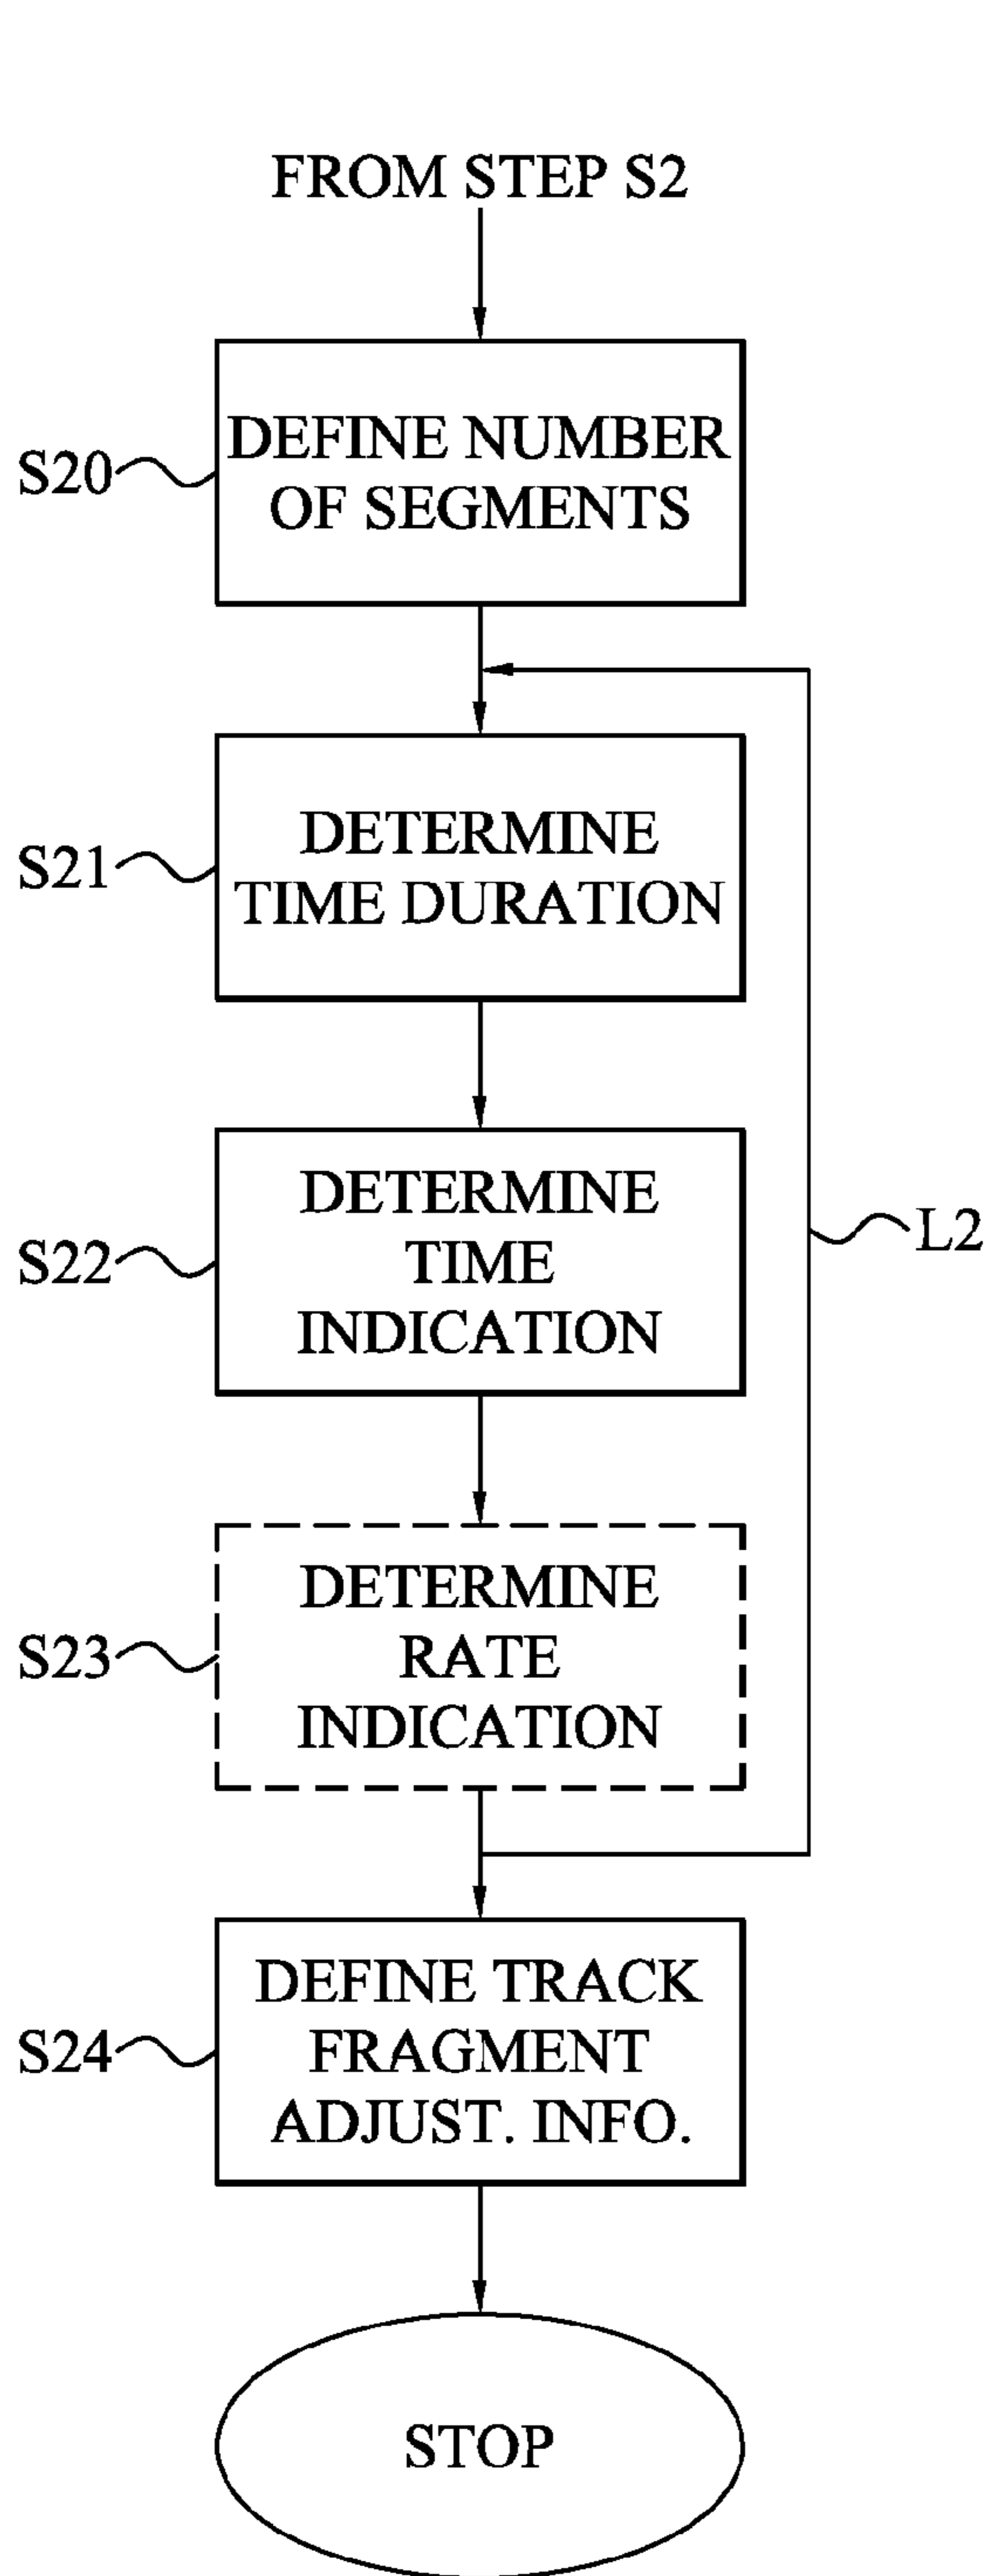 FROM STEP S2
S20
DEFINE NUMBER
OF SEGMENTS
S21
DETERMINE
TIME DURATION
S22
DETERMINE
TIME
INDICATION
L2
S23
DETERMINE
RATE
INDICATION
S24
DEFINE TRACK
FRAGMENT
ADJUST. INFO.
STOP